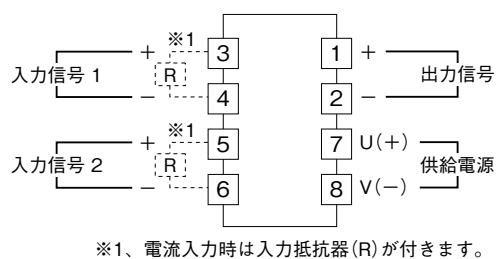 + ※1 3 1 +
入力信号 1 R 出力信号
− 4 2 −
+ ※1 5 7 U(+)
入力信号 2 R 供給電源
− 6 8 V(−)
※1、電流入力時は入力抵抗器(R)が付きます。